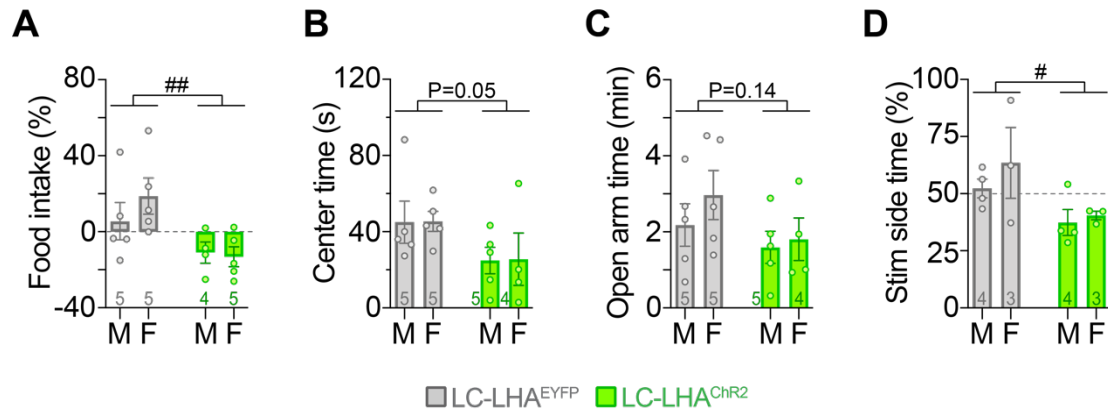 A
B
C
D
Food intake (%)
80
40
0
-40
##
5
5
4
5
M
F
M
F
Center time (s)
120
80
40
0
P=0.05
5
5
5
4
M
F
M
F
Open arm time (min)
6
4
2
0
P=0.14
5
5
5
4
M
F
M
F
Stim side time (%)
100
75
50
25
0
#
4
3
4
3
M
F
M
F
LC-LHAEYFP
LC-LHAChR2